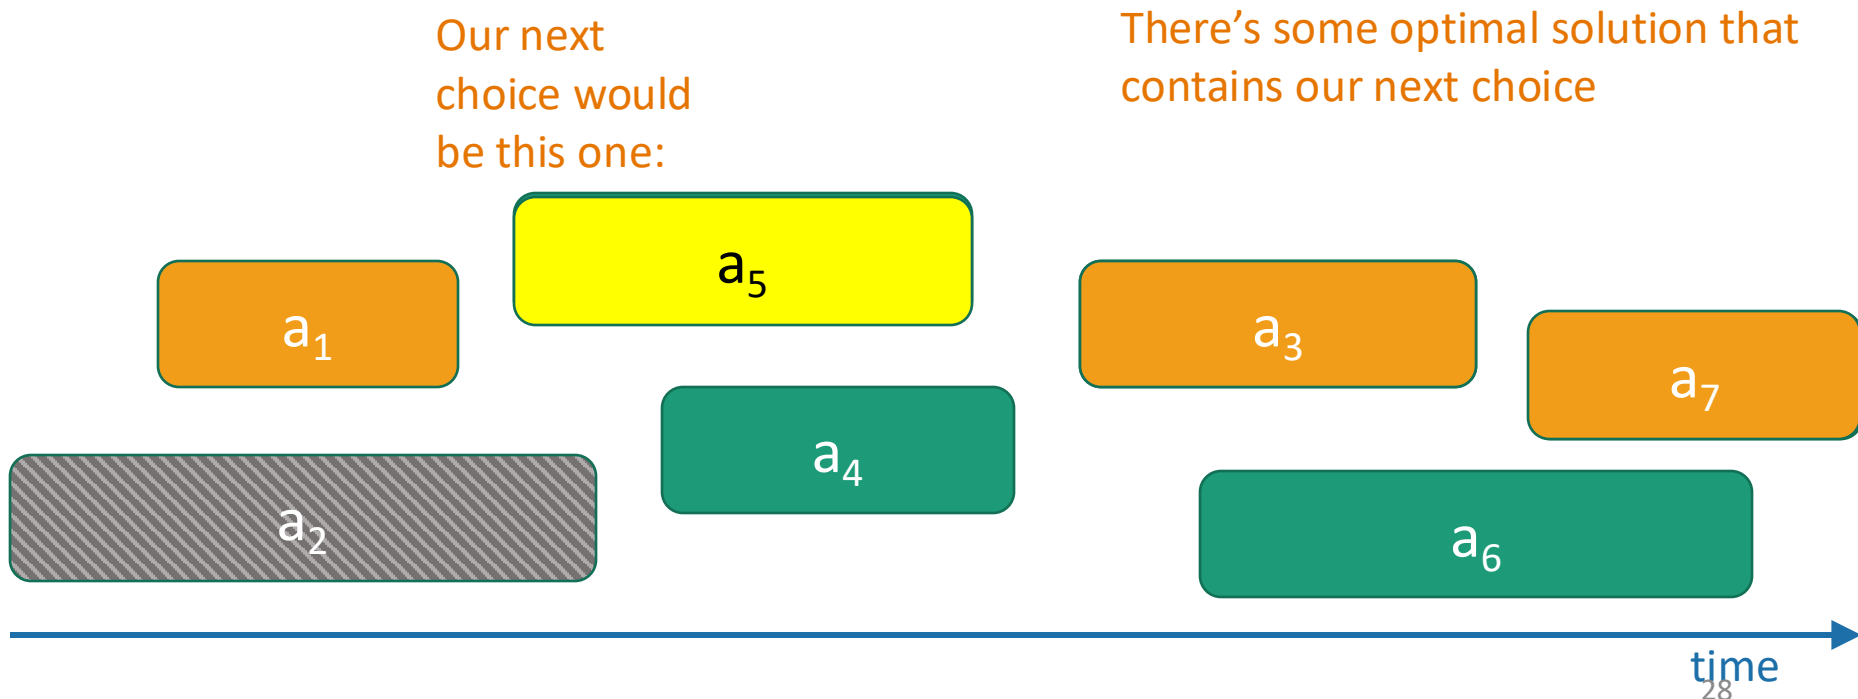 Our next
choice would
be this one:
There's some optimal solution that
contains our next choice
a₅
a₁
a₃
a₇
a₄
a₂
a₆
time
28